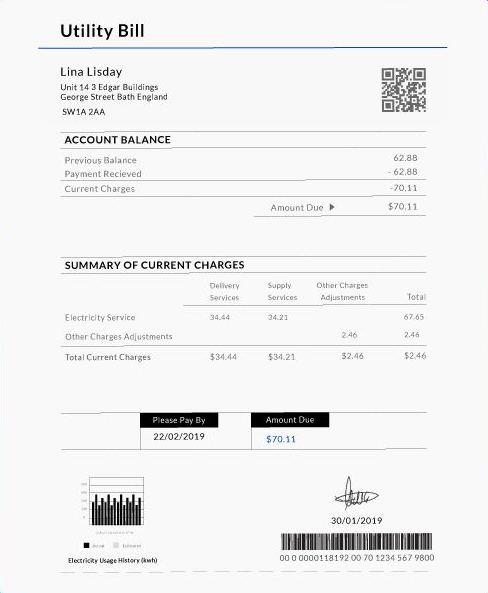 Utility Bill
Lina Lisday
Unit 14 3 Edgar Buildings
George Street Bath England
SW1A 2AA
ACCOUNT BALANCE
Previous Balance 62.88
Payment Recieved - 62.88
Current Charges -70.11
Amount Due ▶ $70.11
SUMMARY OF CURRENT CHARGES
Delivery Services Supply Services Other Charges Adjustments Total
Electricity Service 34.44 34.21 67.65
Other Charges Adjustments 2.46 2.46
Total Current Charges $34.44 $34.21 $2.46 $2.46
Please Pay By Amount Due
22/02/2019 $70.11
30/01/2019
Actual Estimated
00 0 0000118192 00 70 1234 567 9800
Electricity Usage History (kwh)